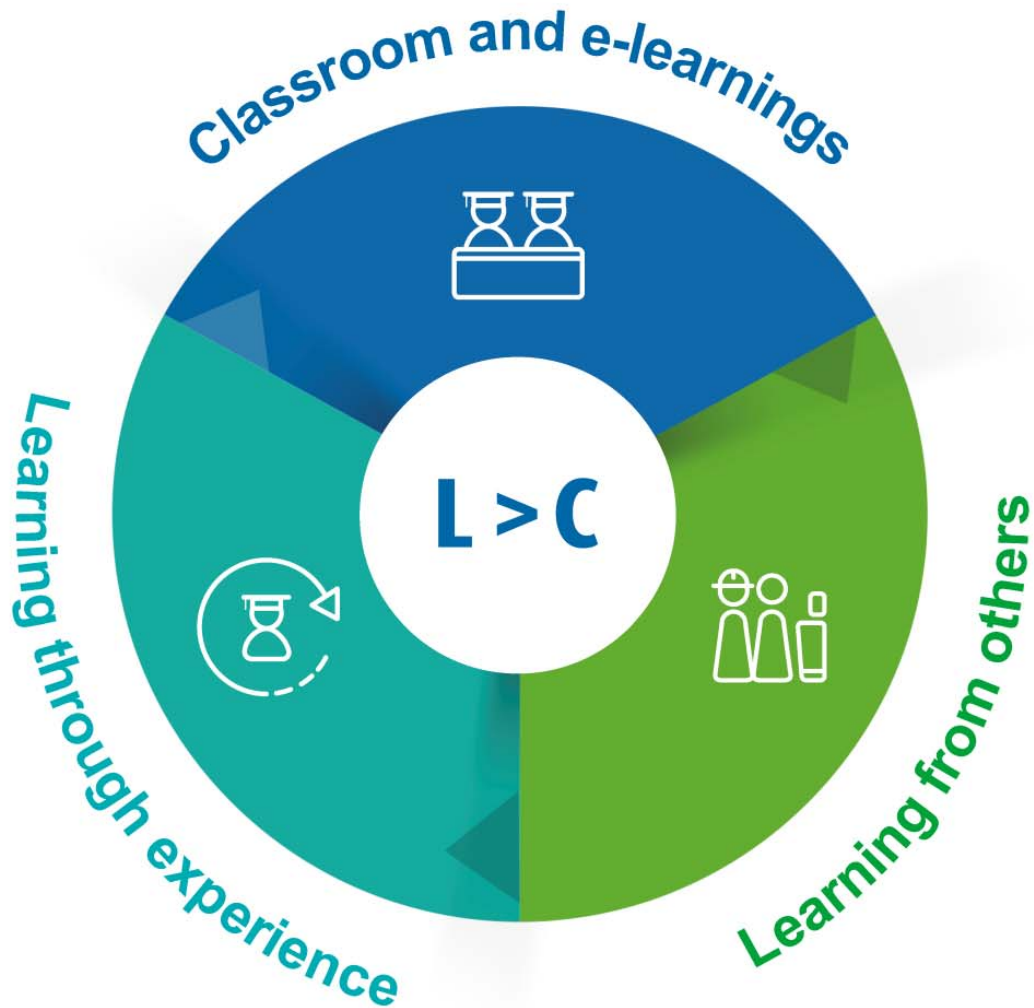 Classroom and e-learnings
L > C
Learning from others
Learning through experience